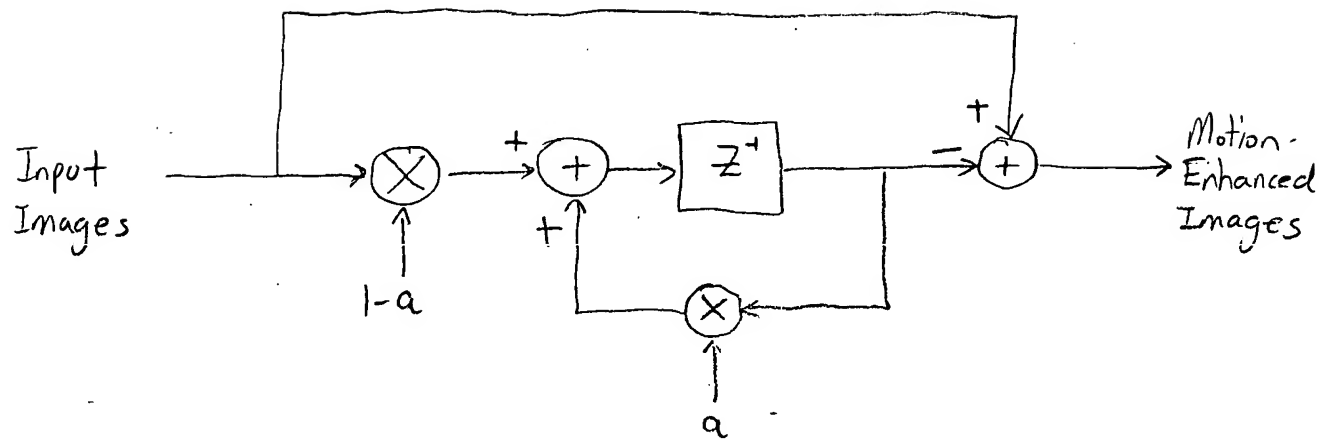 Input
Images
1-a
+
+
+
Z⁻¹
a
−
+
+
Motion-
Enhanced
Images